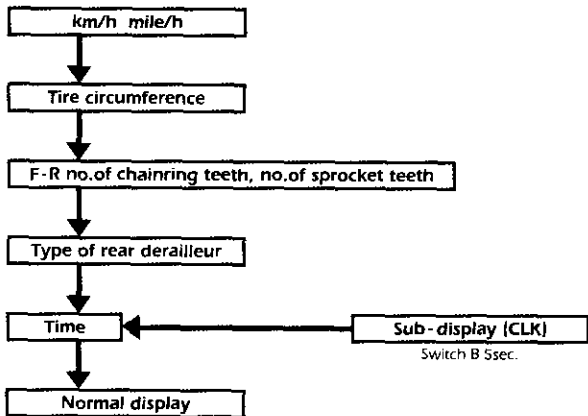 km/h mile/h
Tire circumference
F-R no.of chainring teeth, no.of sprocket teeth
Type of rear derailleur
Time
Sub-display (CLK)
Switch B 5sec.
Normal display